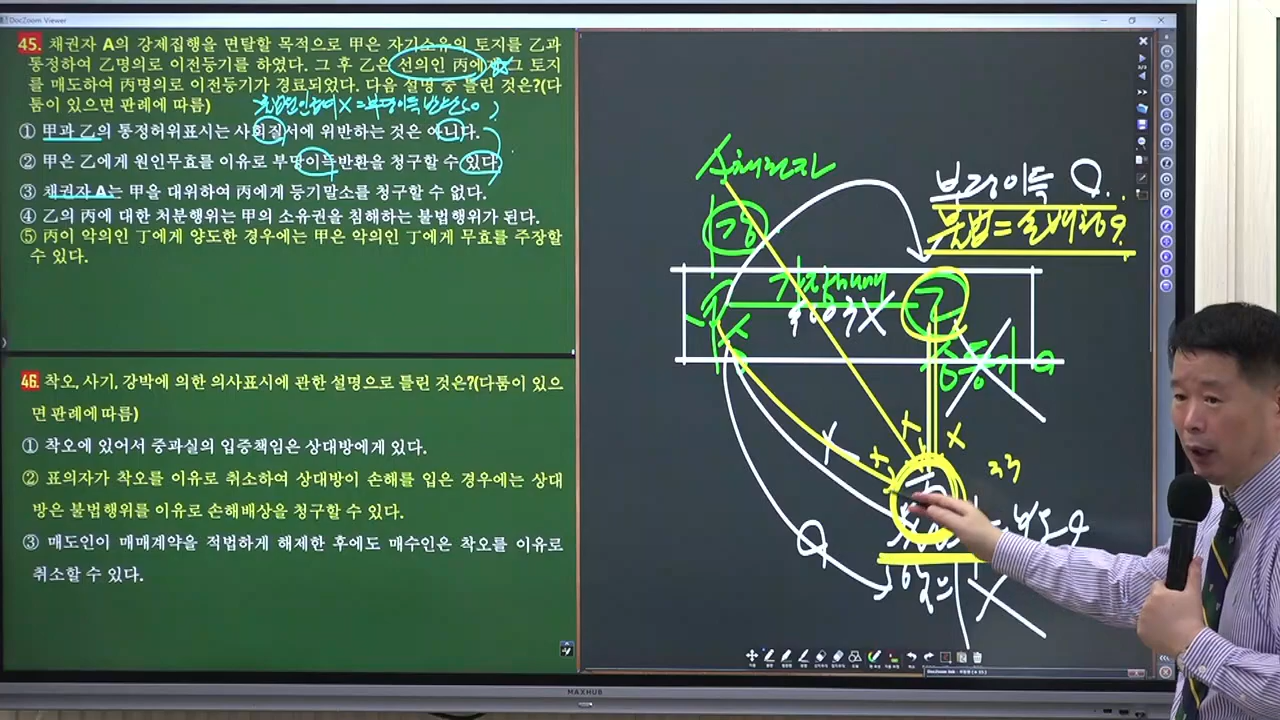 DocZoom Viewer
45. 채권자 A의 강제집행을 면탈할 목적으로 甲은 자기소유의 토지를 乙과
통정하여 乙명의로 이전등기를 하였다. 그 후 乙은 선의인 丙에게 그 토지
를 매도하여 丙명의로 이전등기가 경료되었다. 다음 설명 중 틀린 것은?(다
툼이 있으면 판례에 따름)
① 甲과 乙의 통정허위표시는 사회질서에 위반하는 것은 아니다.
② 甲은 乙에게 원인무효를 이유로 부당이득반환을 청구할 수 있다.
③ 채권자 A는 甲을 대위하여 丙에게 등기말소를 청구할 수 없다.
④ 乙의 丙에 대한 처분행위는 甲의 소유권을 침해하는 불법행위가 된다.
⑤ 丙이 악의인 丁에게 양도한 경우에는 甲은 악의인 丁에게 무효를 주장할
수 있다.
46. 착오, 사기, 강박에 의한 의사표시에 관한 설명으로 틀린 것은?(다툼이 있으
면 판례에 따름)
① 착오에 있어서 중과실의 입증책임은 상대방에게 있다.
② 표의자가 착오를 이유로 취소하여 상대방이 손해를 입은 경우에는 상대
방은 불법행위를 이유로 손해배상을 청구할 수 있다.
③ 매도인이 매매계약을 적법하게 해제한 후에도 매수인은 착오를 이유로
취소할 수 있다.
A채권자
부당이득 O.
불법=손배청구O.
가장매매
甲
乙
丙
MAXHUB